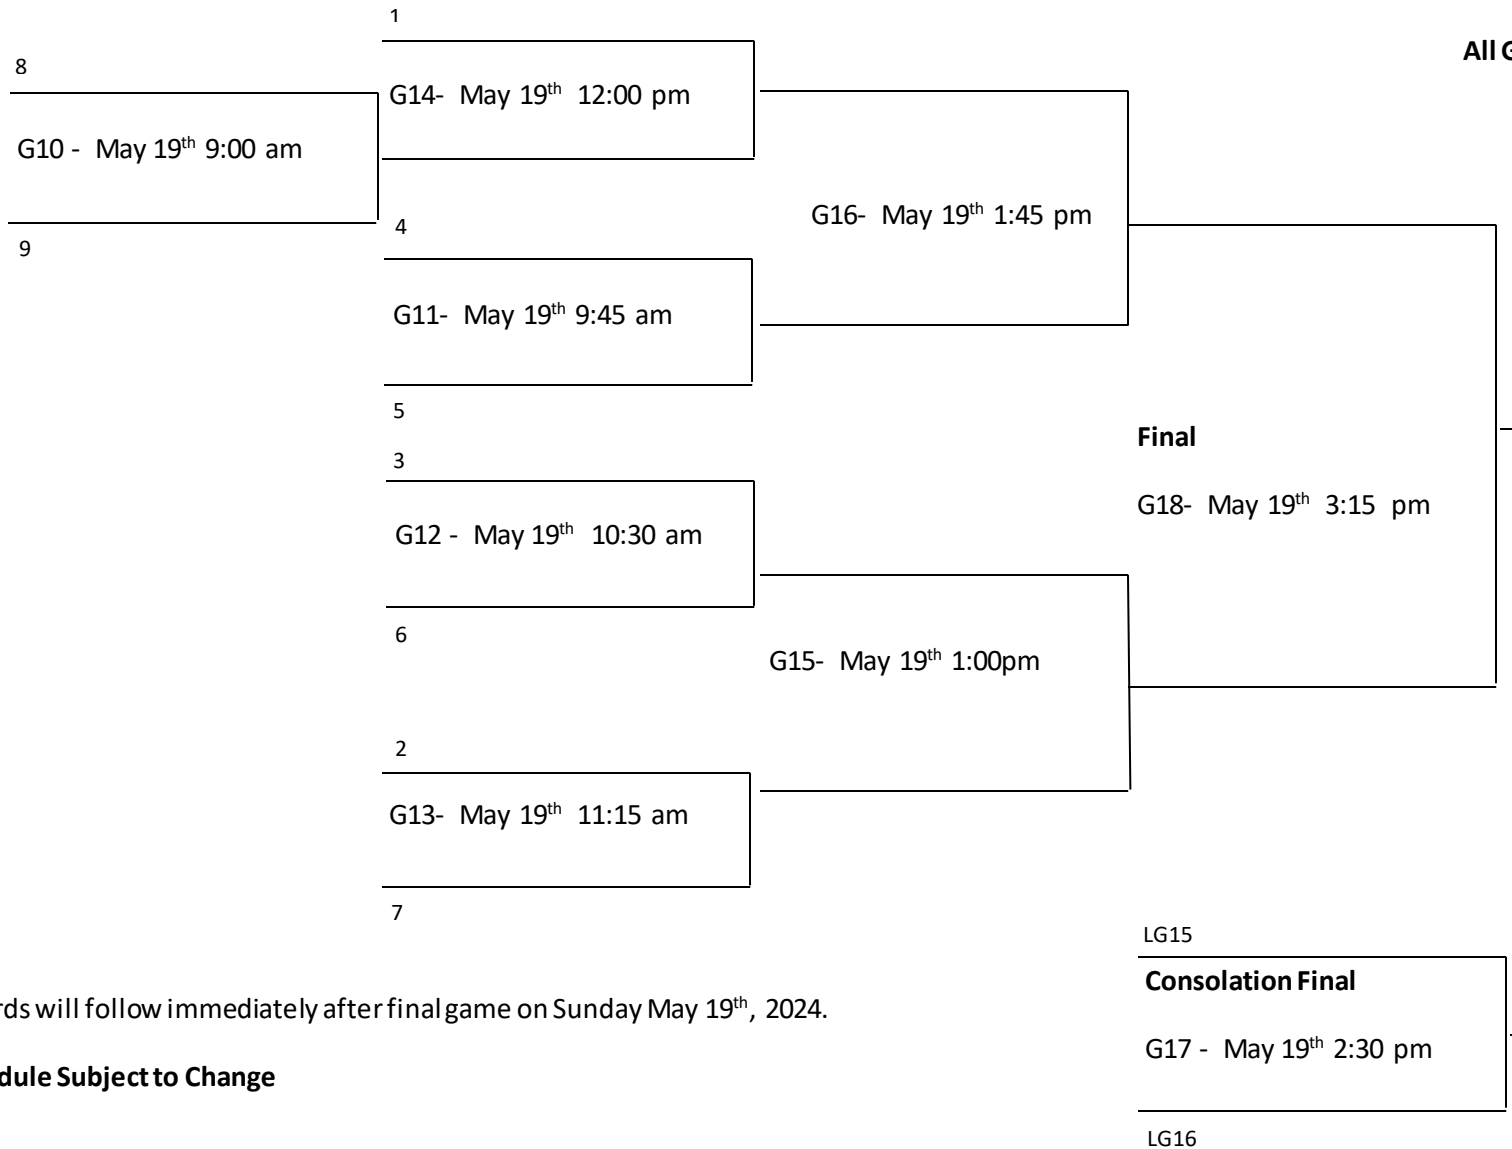 1
All
8
G14- May 19th 12:00 pm
G10 - May 19th 9:00 am
G16- May 19th 1:45 pm
4
9
G11- May 19th 9:45 am
5
Final
3
G18- May 19th 3:15 pm
G12 - May 19th 10:30 am
6
G15- May 19th 1:00pm
2
G13- May 19th 11:15 am
7
LG15
Consolation Final
will follow immediately after final game on Sunday May 19th, 2024.
G17 - May 19th 2:30 pm
Subject to Change
LG16